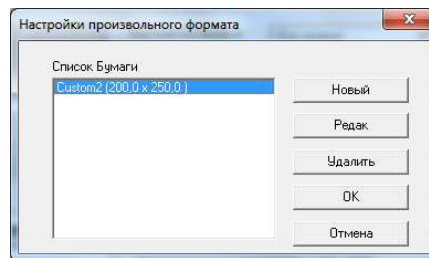 Настройки произвольного формата
Список Бумаги
Custom2 (200,0 x 250,0 )
Новый
Редак
Удалить
OK
Отмена